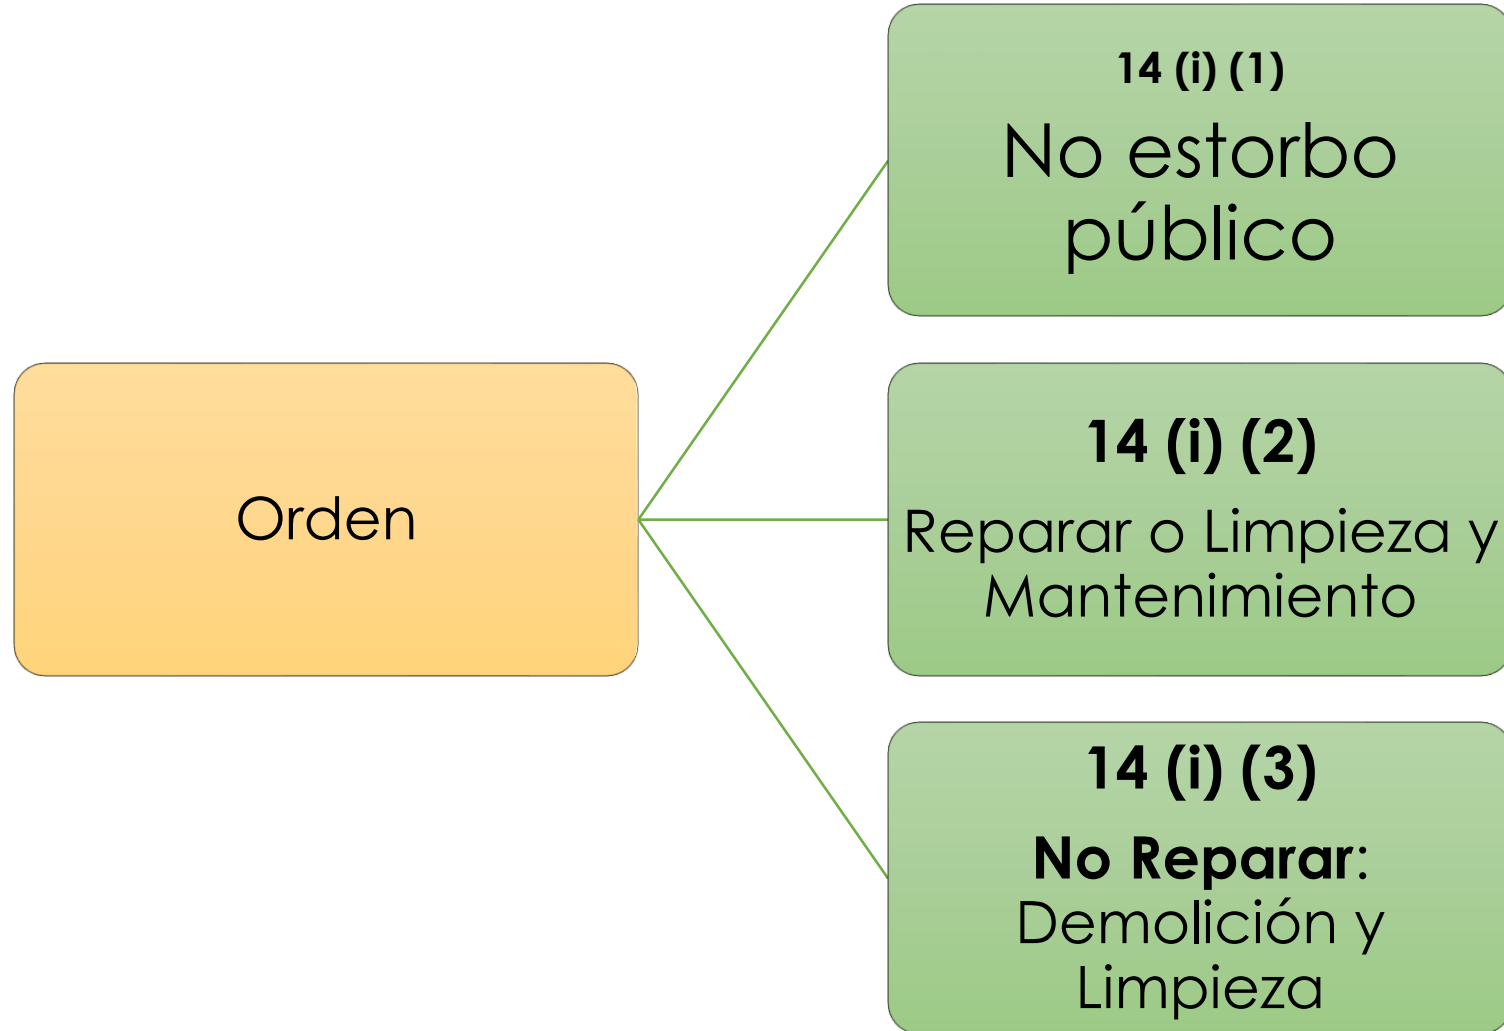 14 (i) (1)
No estorbo
público
Orden
14 (i) (2)
Reparar o Limpieza y
Mantenimiento
14 (i) (3)
No Reparar:
Demolición y
Limpieza